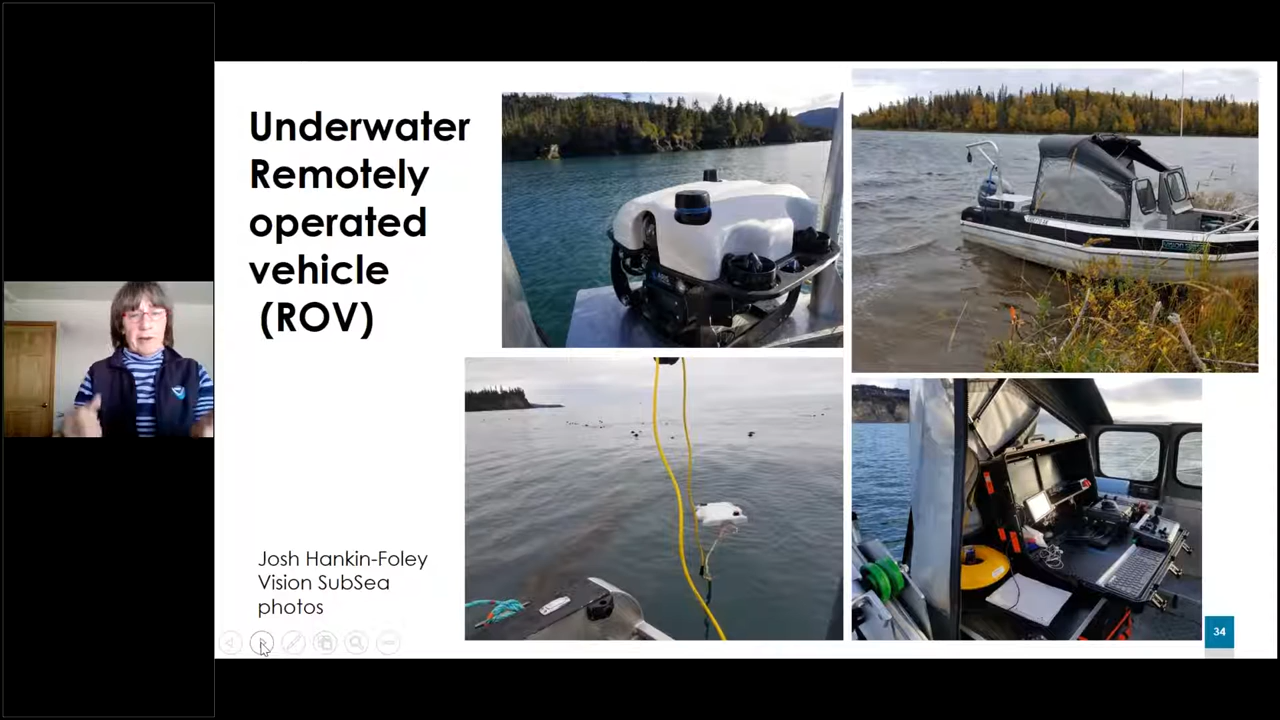 Underwater
Remotely
operated
vehicle
(ROV)
Josh Hankin-Foley
Vision SubSea
photos
34